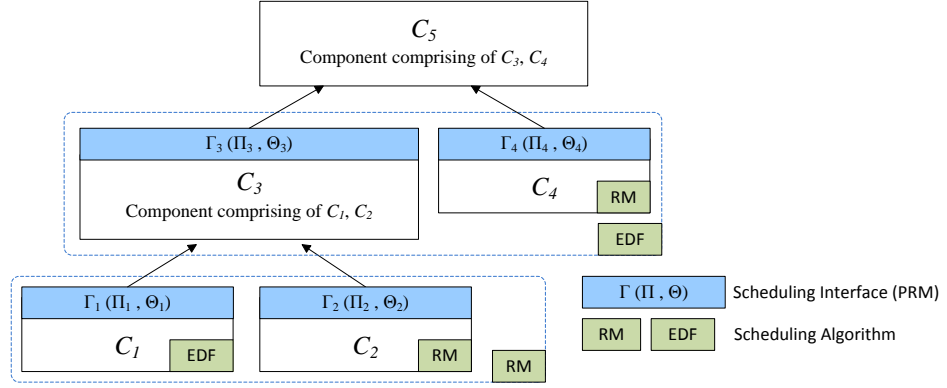 C5
Component comprising of C3, C4
Γ3 (Π3 , Θ3)
C3
Component comprising of C1, C2
Γ4 (Π4 , Θ4)
C4
RM
EDF
Γ1 (Π1 , Θ1)
C1
EDF
Γ2 (Π2 , Θ2)
C2
RM
RM
Γ (Π , Θ)
Scheduling Interface (PRM)
RM
EDF
Scheduling Algorithm